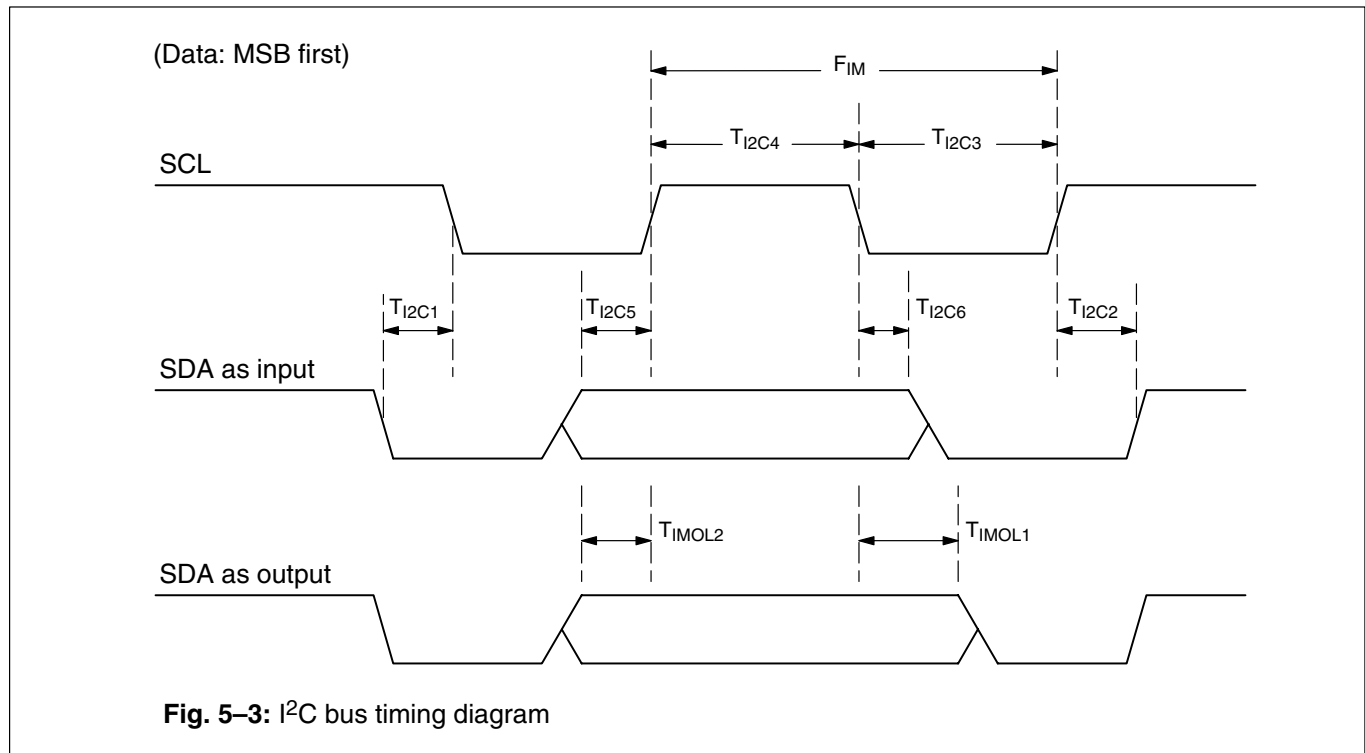 (Data: MSB first)
F_IM
T_I2C4 T_I2C3
SCL
T_I2C1 T_I2C5 T_I2C6 T_I2C2
SDA as input
T_IMOL2 T_IMOL1
SDA as output
Fig. 5–3: I²C bus timing diagram